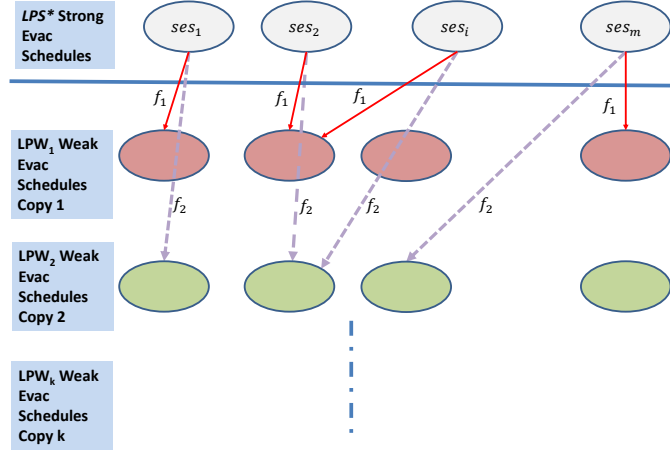 LPS* Strong
Evac
Schedules
ses₁ ses₂ sesᵢ sesₘ
f₁ f₁ f₁ f₁
LPW₁ Weak
Evac
Schedules
Copy 1
f₂ f₂ f₂ f₂
LPW₂ Weak
Evac
Schedules
Copy 2
LPWₖ Weak
Evac
Schedules
Copy k